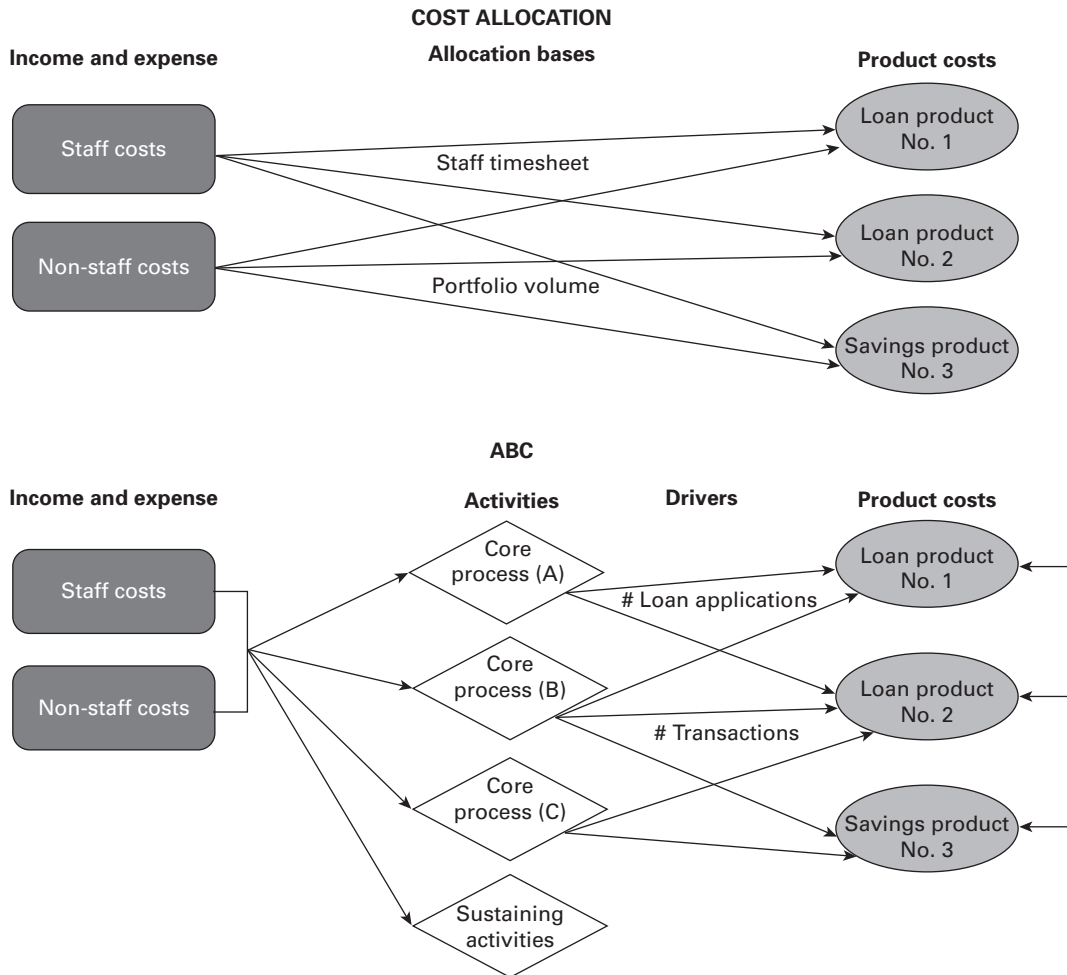 COST ALLOCATION
Income and expense
Allocation bases
Product costs
Staff costs
Non-staff costs
Staff timesheet
Portfolio volume
Loan product
No. 1
Loan product
No. 2
Savings product
No. 3
ABC
Income and expense
Activities
Drivers
Product costs
Staff costs
Non-staff costs
Core
process (A)
Core
process (B)
Core
process (C)
Sustaining
activities
# Loan applications
# Transactions
Loan product
No. 1
Loan product
No. 2
Savings product
No. 3